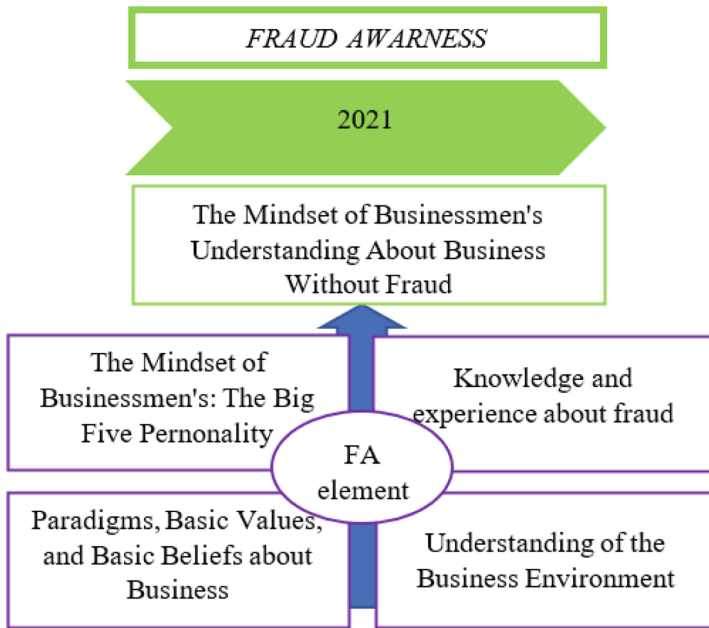 FRAUD AWARNESS
2021
The Mindset of Businessmen's
Understanding About Business
Without Fraud
The Mindset of
Businessmen's: The Big
Five Pernonality
Knowledge and
experience about fraud
FA
element
Paradigms, Basic Values,
and Basic Beliefs about
Business
Understanding of the
Business Environment